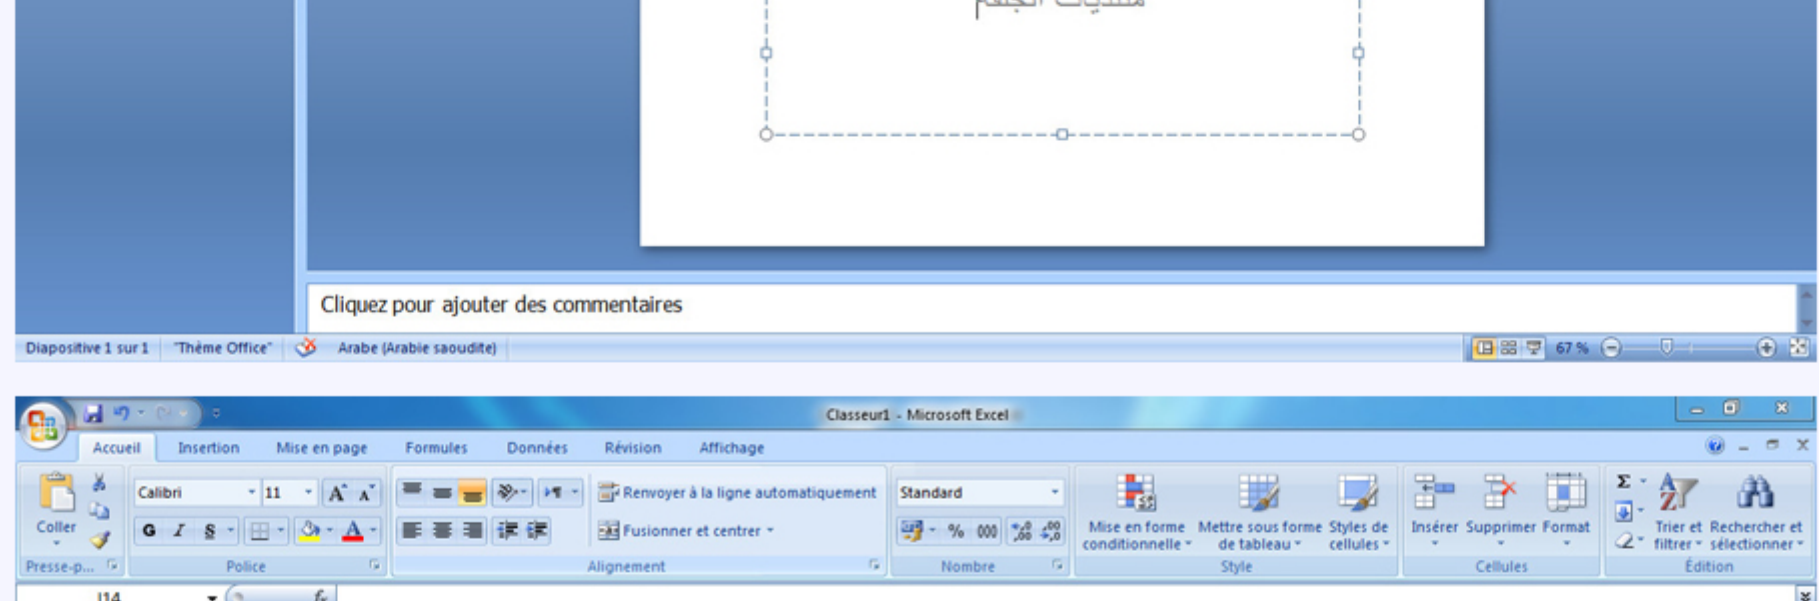 منتديات الجلفة
Cliquez pour ajouter des commentaires
Diapositive 1 sur 1 "Thème Office" Arabe (Arabie saoudite) 67 %
Classeur1 - Microsoft Excel
Accueil Insertion Mise en page Formules Données Révision Affichage
Calibri 11 A A Renvoyer à la ligne automatiquement Standard
Coller G I S A Fusionner et centrer % 000 Mise en forme conditionnelle Mettre sous forme de tableau Styles de cellules Insérer Supprimer Format Σ Trier et filtrer Rechercher et sélectionner
Presse-p... Police Alignement Nombre Style Cellules Édition
J14 fx